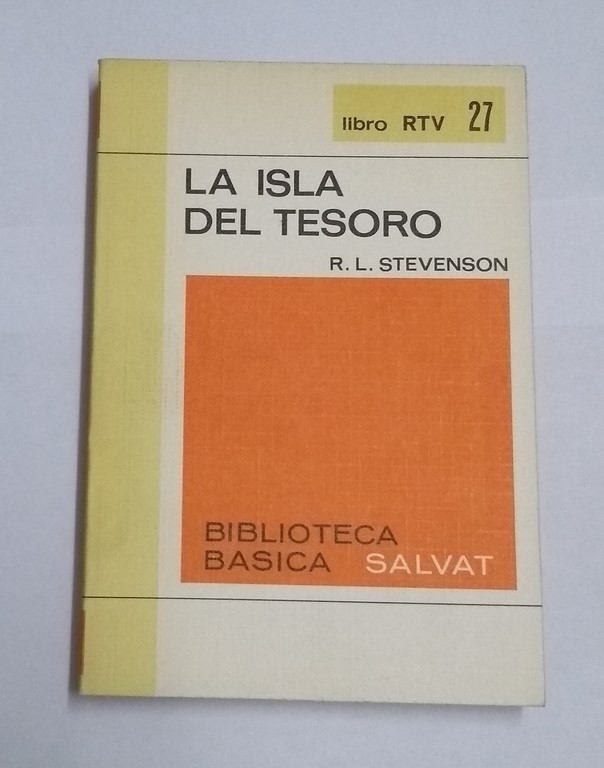 libro RTV 27
LA ISLA
DEL TESORO
R. L. STEVENSON
BIBLIOTECA
BASICA SALVAT